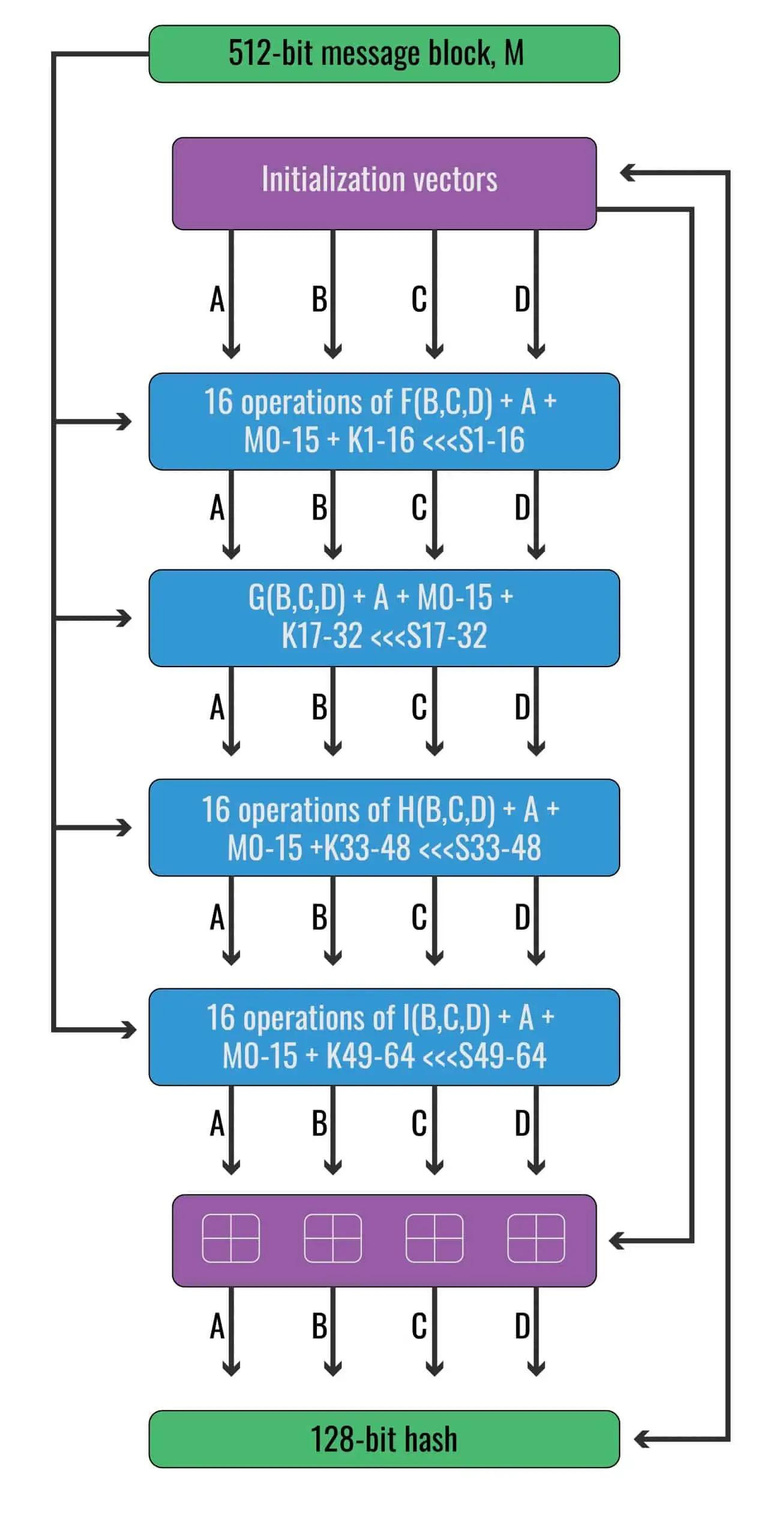 512-bit message block, M
Initialization vectors
A B C D
16 operations of F(B,C,D) + A +
M0-15 + K1-16 <<<S1-16
A B C D
G(B,C,D) + A + M0-15 +
K17-32 <<<S17-32
A B C D
16 operations of H(B,C,D) + A +
M0-15 +K33-48 <<<S33-48
A B C D
16 operations of I(B,C,D) + A +
M0-15 + K49-64 <<<S49-64
A B C D
A B C D
128-bit hash